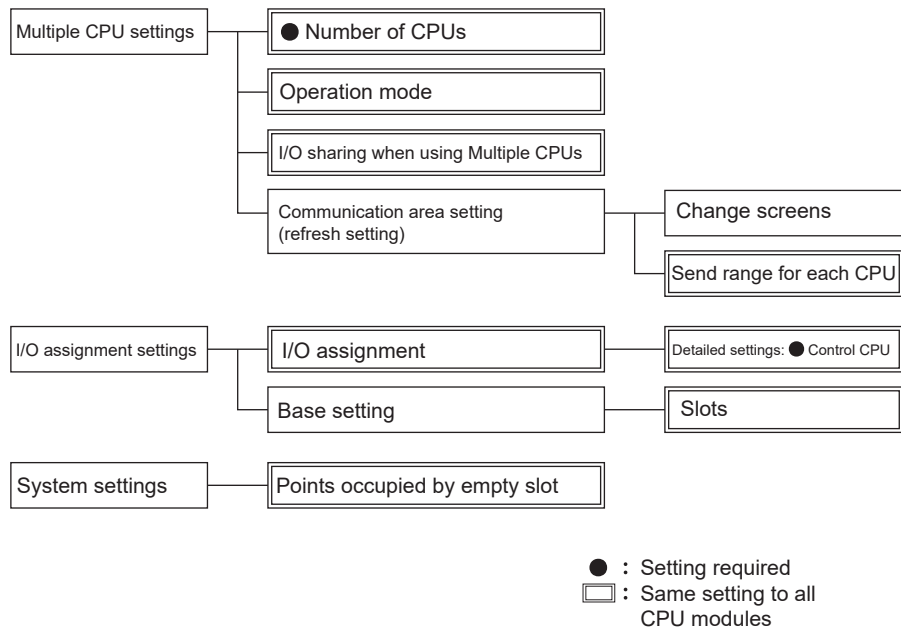 Multiple CPU settings
● Number of CPUs
Operation mode
I/O sharing when using Multiple CPUs
Communication area setting
(refresh setting)
Change screens
Send range for each CPU
I/O assignment settings
I/O assignment
Detailed settings: ● Control CPU
Base setting
Slots
System settings
Points occupied by empty slot
● : Setting required
: Same setting to all
CPU modules